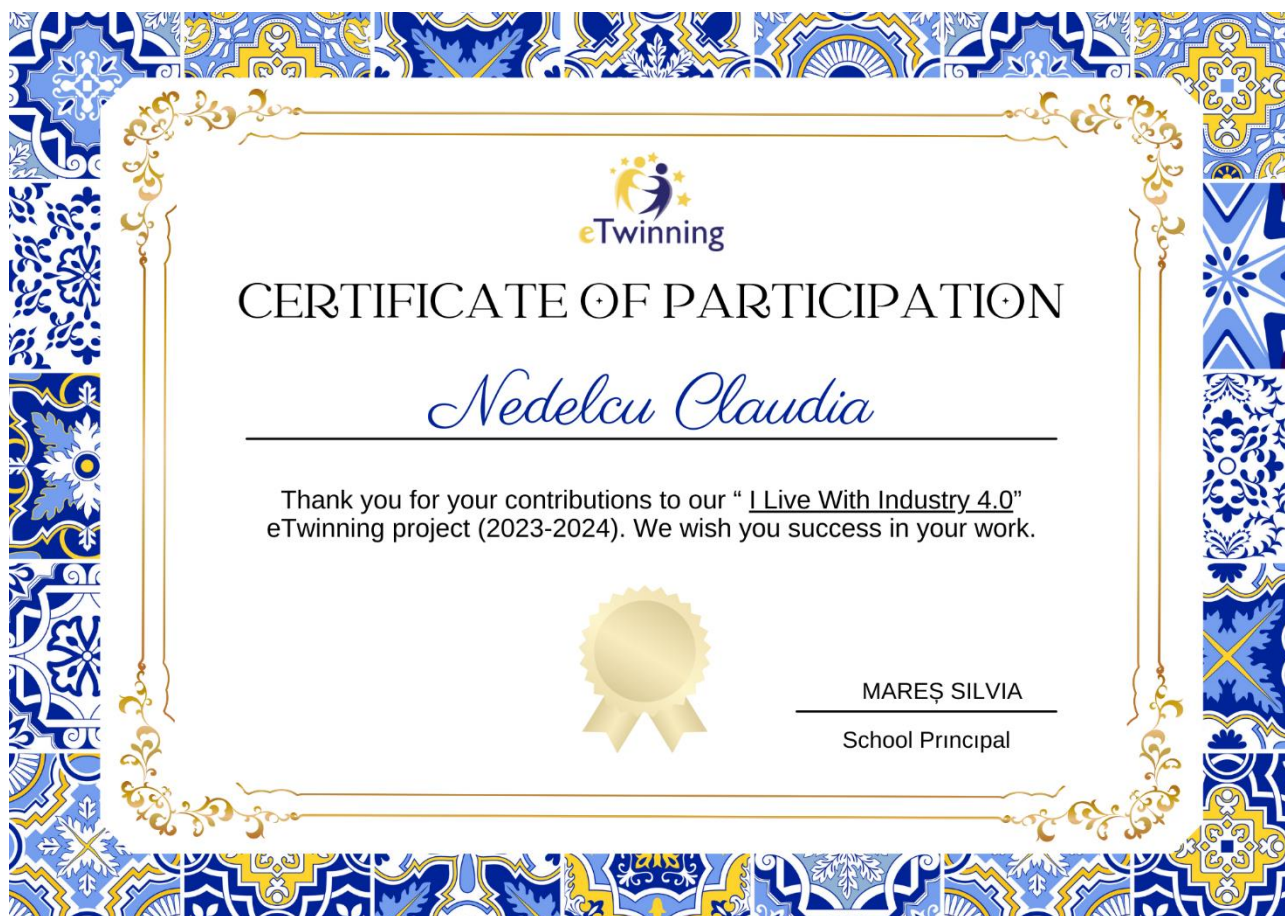 eTwinning
CERTIFICATE OF PARTICIPATION
Nedelcu Claudia
Thank you for your contributions to our “ I Live With Industry 4.0”
eTwinning project (2023-2024). We wish you success in your work.
MAREȘ SILVIA
School Prıncıpal